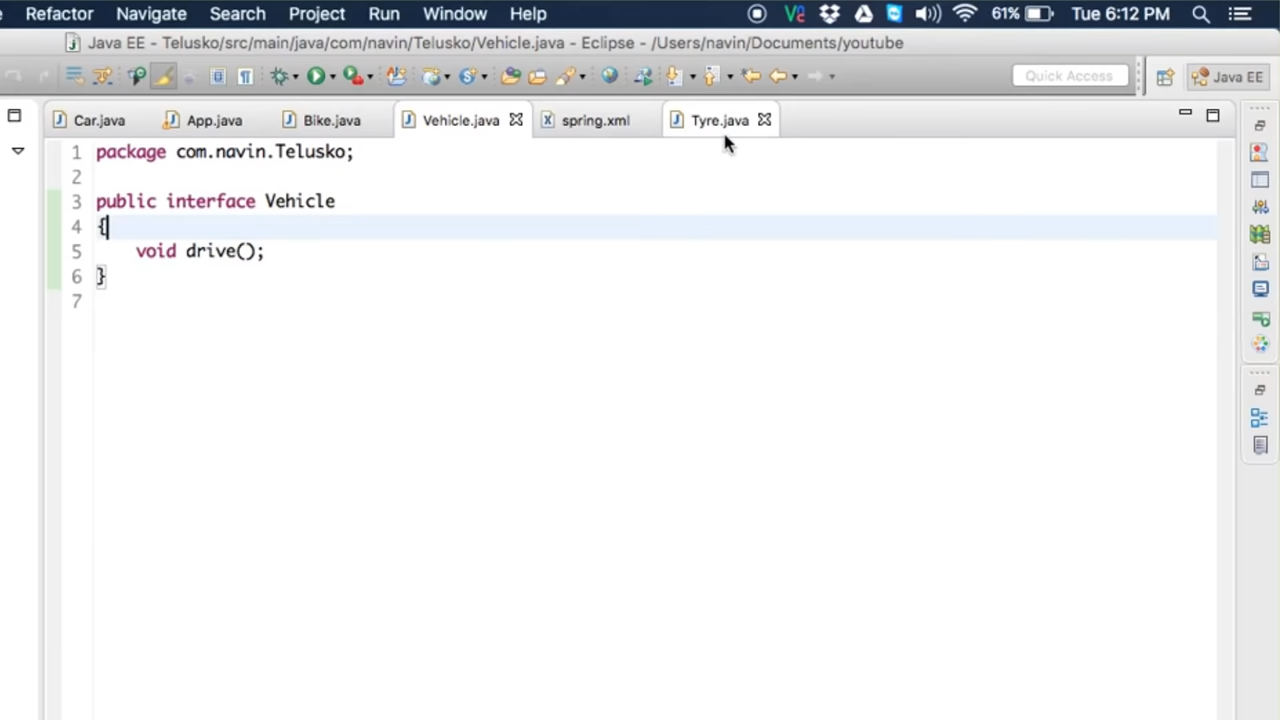 Refactor Navigate Search Project Run Window Help 61% Tue 6:12 PM
Java EE - Telusko/src/main/java/com/navin/Telusko/Vehicle.java - Eclipse - /Users/navin/Documents/youtube
Quick Access Java EE
Car.java App.java Bike.java Vehicle.java spring.xml Tyre.java
1 package com.navin.Telusko;
2
3 public interface Vehicle
4 {
5 void drive();
6 }
7